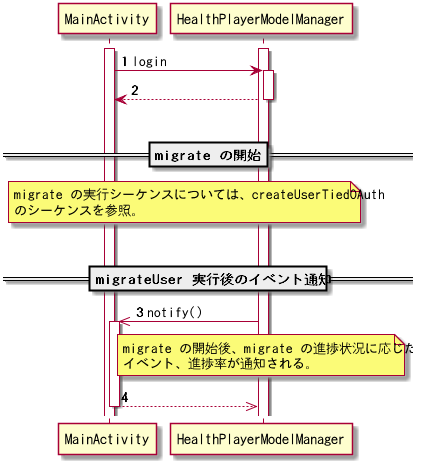 MainActivity
HealthPlayerModelManager
1 login
2
migrate の開始
migrate の実行シーケンスについては、createUserTiedOAuth
のシーケンスを参照。
migrateUser 実行後のイベント通知
3 notify()
migrate の開始後、migrate の進捗状況に応じた
イベント、進捗率が通知される。
4
MainActivity
HealthPlayerModelManager